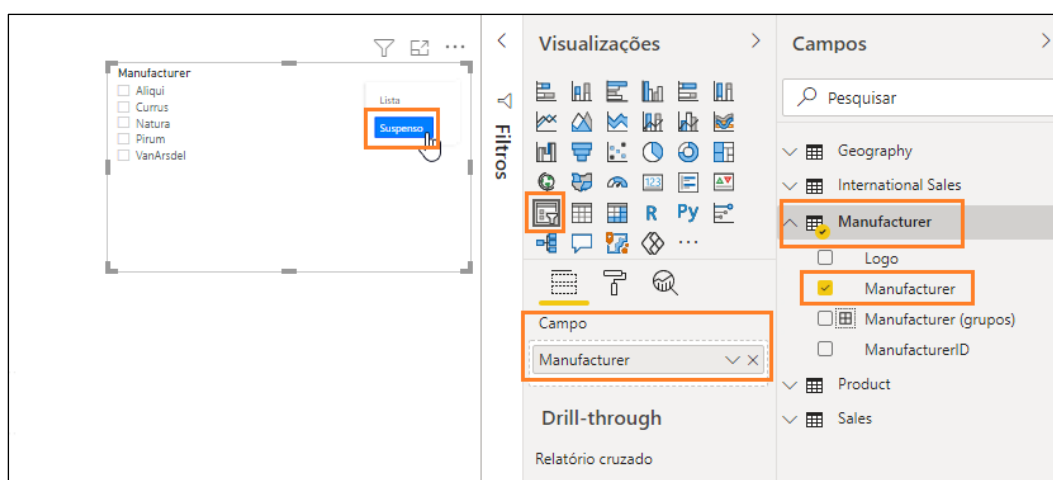 Manufacturer
Aliqui
Currus
Natura
Pirum
VanArsdel
Lista
Suspenso
Filtros
Visualizações
123
R
Py
Campo
Manufacturer
Drill-through
Relatório cruzado
Campos
Pesquisar
Geography
International Sales
Manufacturer
Logo
Manufacturer
Manufacturer (grupos)
ManufacturerID
Product
Sales